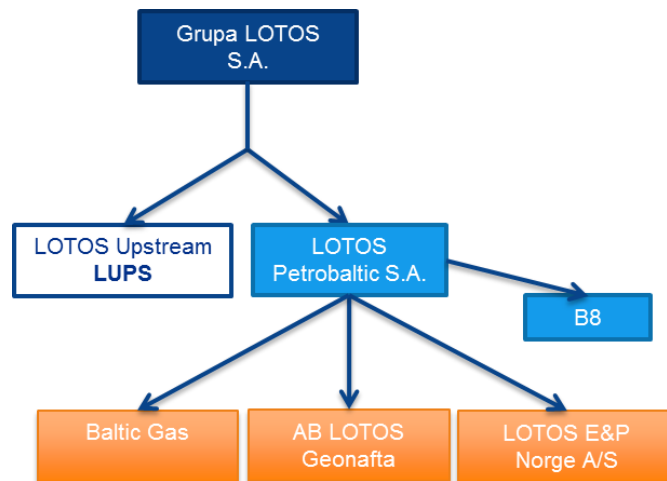 Grupa LOTOS
S.A.
LOTOS Upstream
LUPS
LOTOS
Petrobaltic S.A.
B8
Baltic Gas
AB LOTOS
Geonafta
LOTOS E&P
Norge A/S